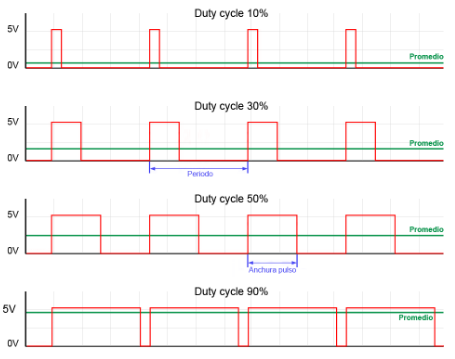 Duty cycle 10%
5V
Promedio
0V
Duty cycle 30%
5V
Promedio
0V
Periodo
Duty cycle 50%
5V
Promedio
0V
Anchura pulso
Duty cycle 90%
5V
Promedio
0V